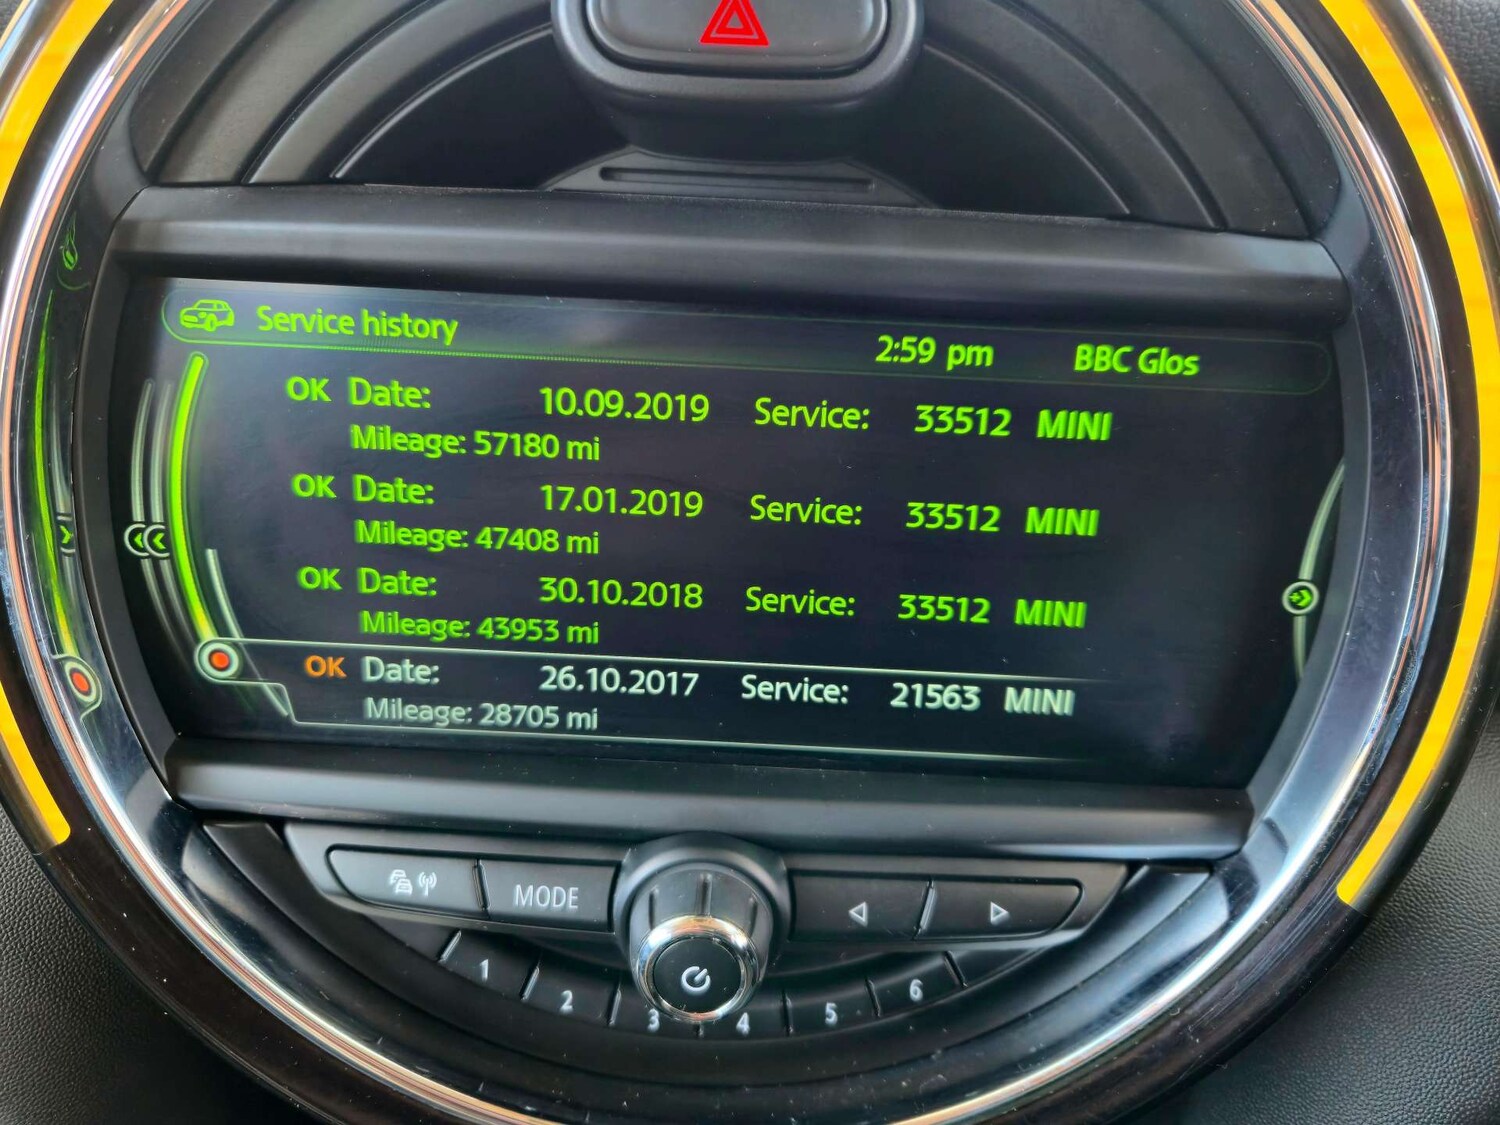 Service history 2:59 pm BBC Glos
OK Date: 10.09.2019 Service: 33512 MINI
Mileage: 57180 mi
OK Date: 17.01.2019 Service: 33512 MINI
Mileage: 47408 mi
OK Date: 30.10.2018 Service: 33512 MINI
Mileage: 43953 mi
OK Date: 26.10.2017 Service: 21563 MINI
Mileage: 28705 mi
MODE
1 2 3 4 5 6